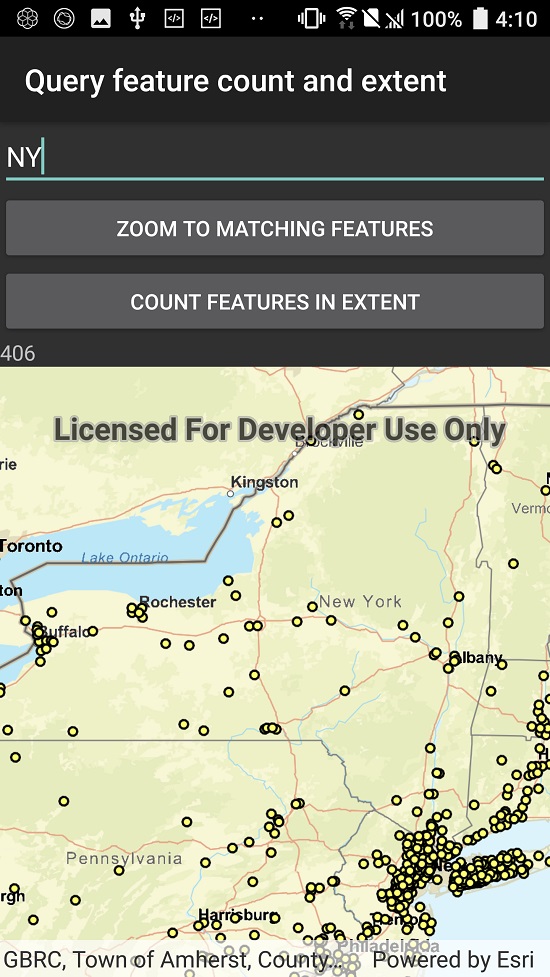 100% 4:10
Query feature count and extent
NY
ZOOM TO MATCHING FEATURES
COUNT FEATURES IN EXTENT
406
Licensed For Developer Use Only
Brockville
rie
Kingston
Vermo
Toronto
Lake Ontario
ton
Rochester
New York
Buffalo
Albany
Pennsylvania
rgh
Harrisburg
Philadelphia
GBRC, Town of Amherst, County... Powered by Esri